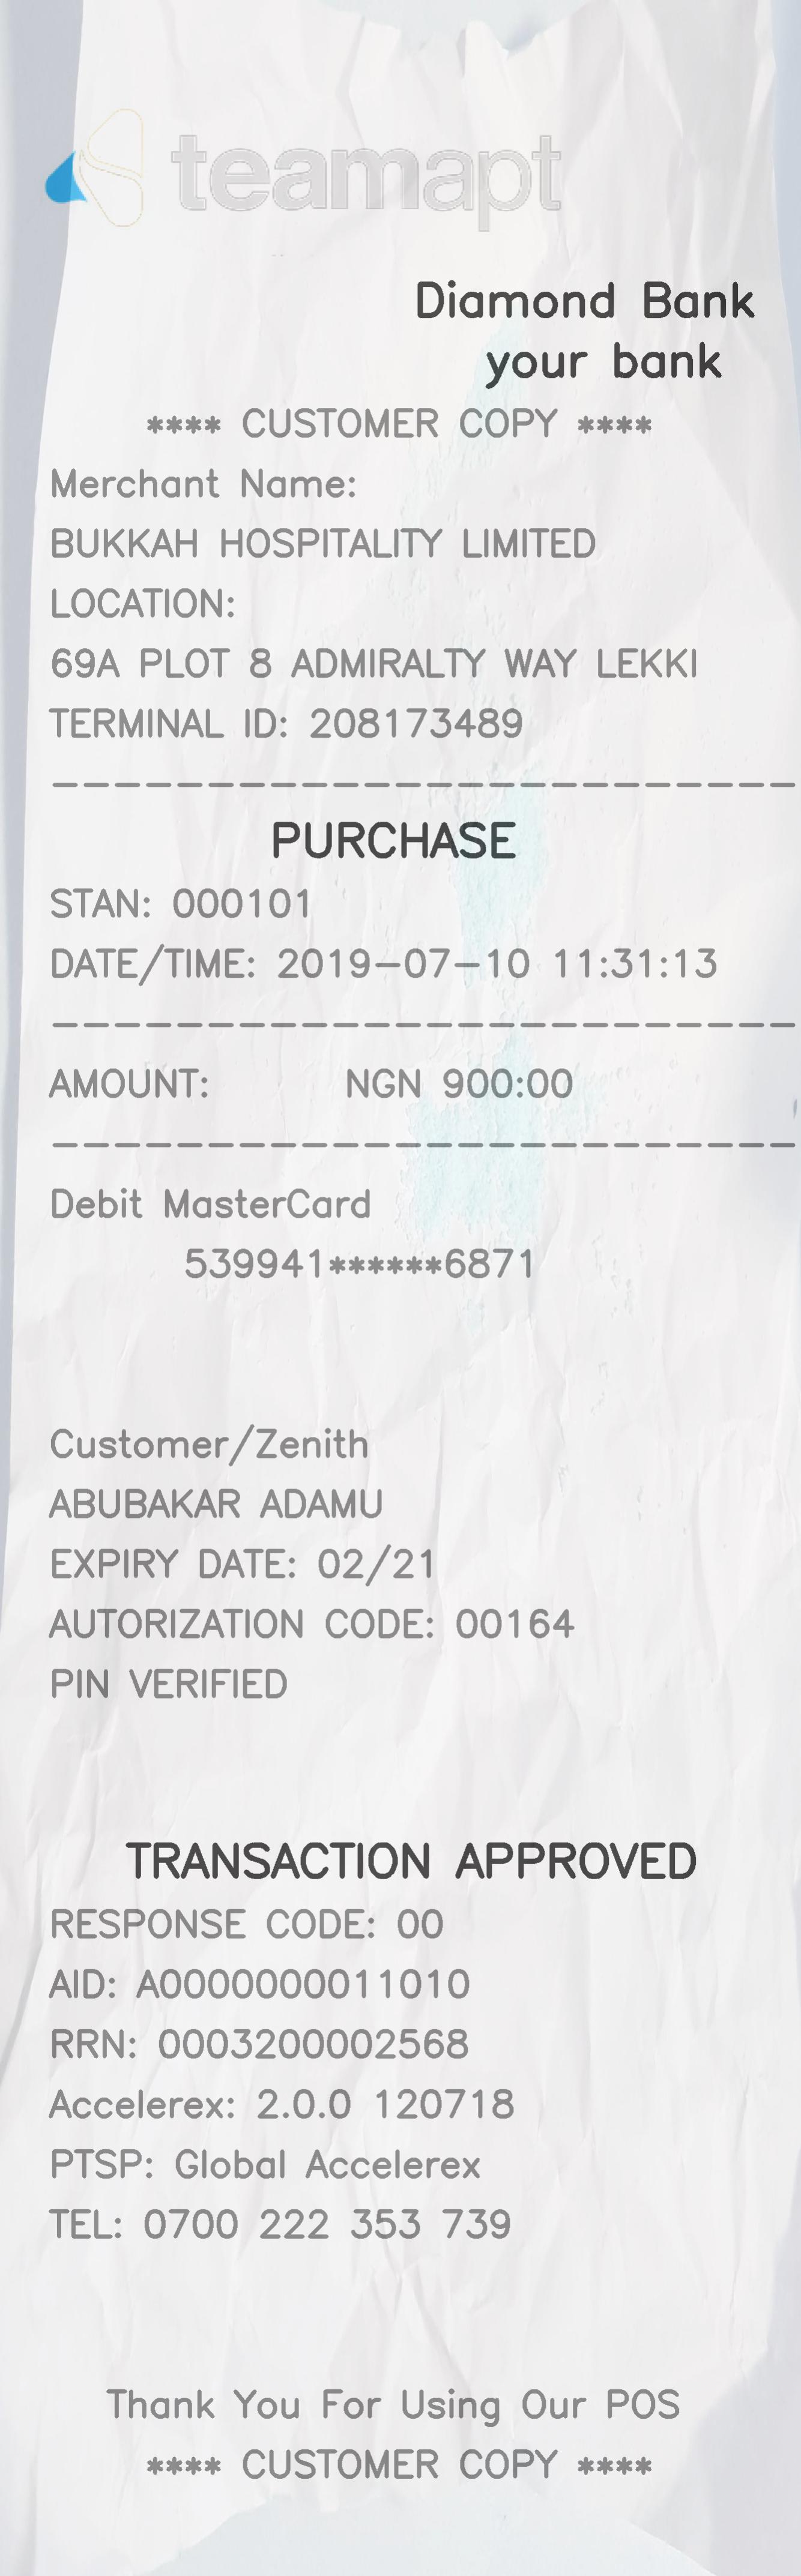 teamapt
Diamond Bank
your bank
**** CUSTOMER COPY ****
Merchant Name:
BUKKAH HOSPITALITY LIMITED
LOCATION:
69A PLOT 8 ADMIRALTY WAY LEKKI
TERMINAL ID: 208173489
------------------------
PURCHASE
STAN: 000101
DATE/TIME: 2019-07-10 11:31:13
------------------------
AMOUNT: NGN 900:00
------------------------
Debit MasterCard
539941******6871
Customer/Zenith
ABUBAKAR ADAMU
EXPIRY DATE: 02/21
AUTORIZATION CODE: 00164
PIN VERIFIED
TRANSACTION APPROVED
RESPONSE CODE: 00
AID: A0000000011010
RRN: 0003200002568
Accelerex: 2.0.0 120718
PTSP: Global Accelerex
TEL: 0700 222 353 739
Thank You For Using Our POS
**** CUSTOMER COPY ****